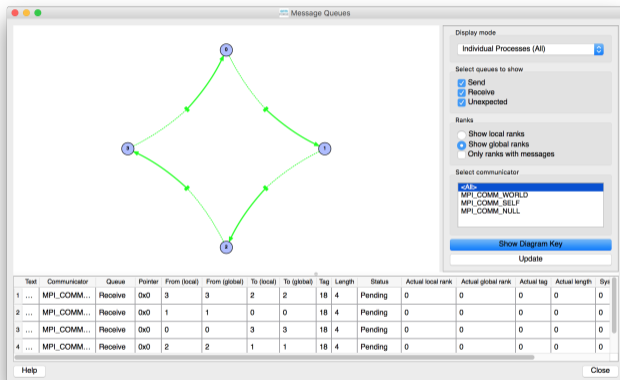 Message Queues
0
3
1
2
Display mode
Individual Processes (All)
Select queues to show
Send
Receive
Unexpected
Ranks
Show local ranks
Show global ranks
Only ranks with messages
Select communicator
<All>
MPI_COMM_WORLD
MPI_COMM_SELF
MPI_COMM_NULL
Show Diagram Key
Update
Text Communicator Queue Pointer From (local) From (global) To (local) To (global) Tag Length Status Actual local rank Actual global rank Actual tag Actual length Sys
1 ... MPI_COMM... Receive 0x0 3 3 2 2 18 4 Pending 0 0 0 0 0
2 ... MPI_COMM... Receive 0x0 1 1 0 0 18 4 Pending 0 0 0 0 0
3 ... MPI_COMM... Receive 0x0 0 0 3 3 18 4 Pending 0 0 0 0 0
4 ... MPI_COMM... Receive 0x0 2 2 1 1 18 4 Pending 0 0 0 0 0
Help Close